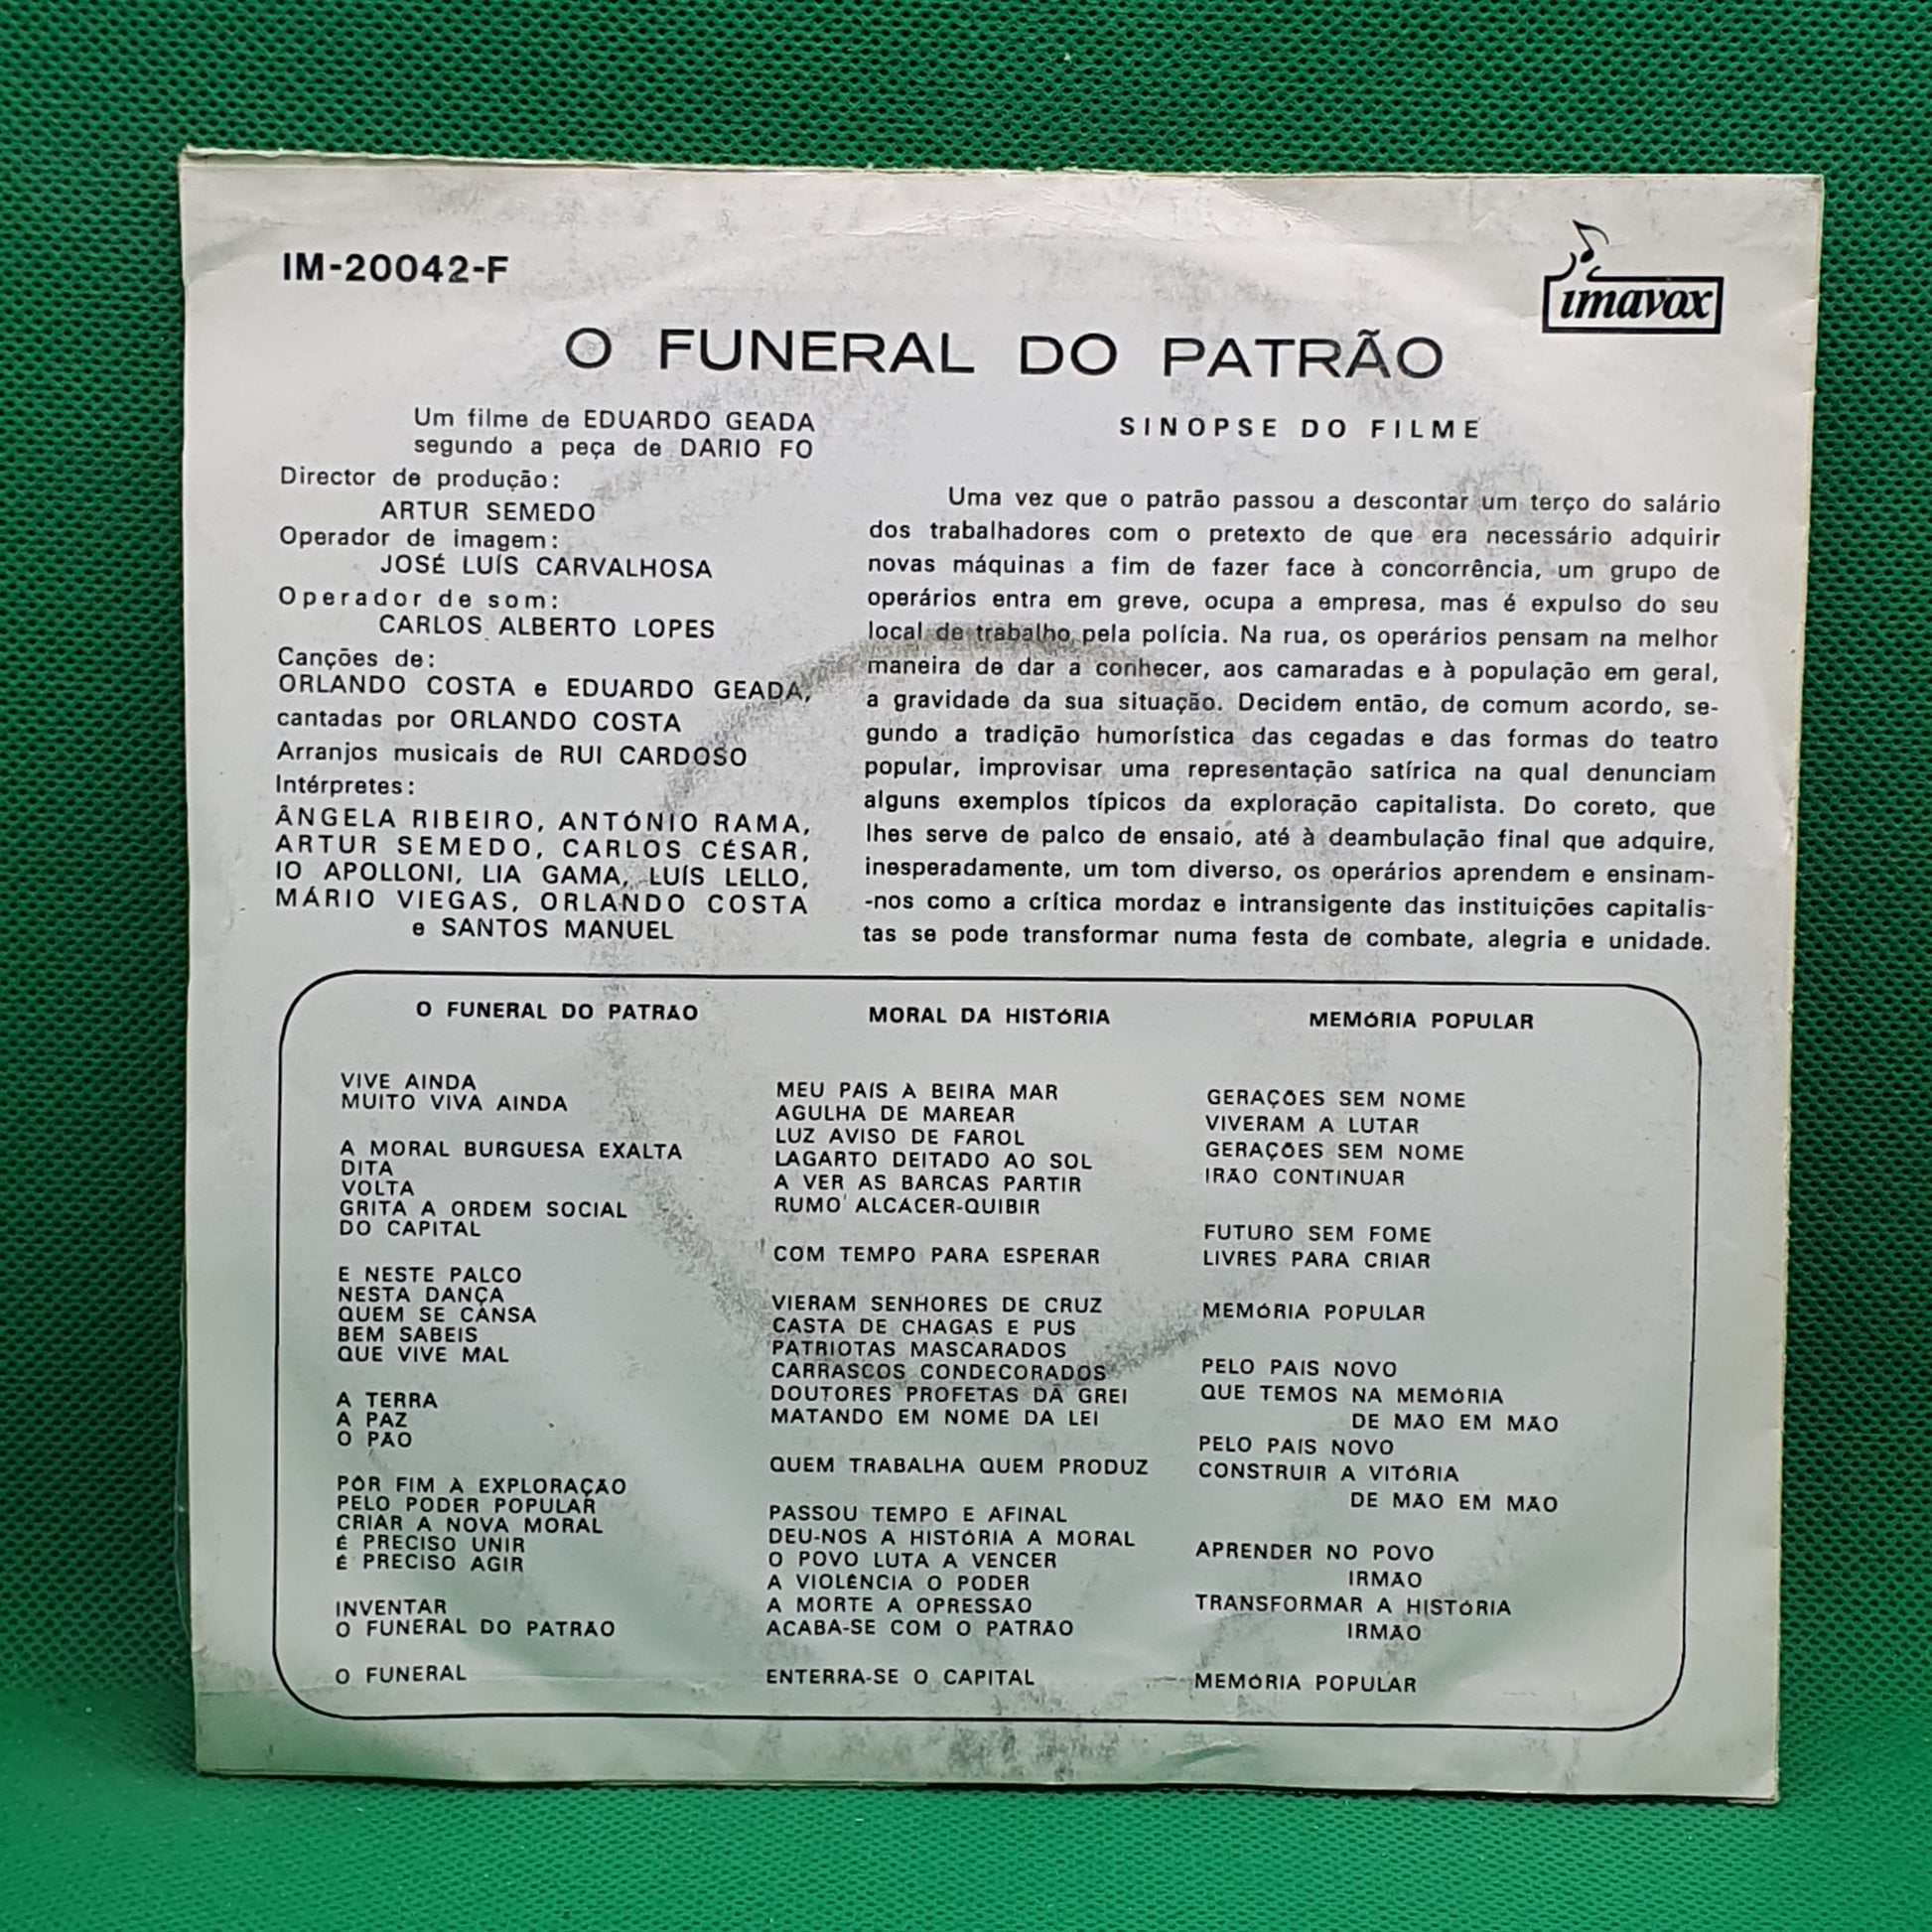 IM-20042-F
imavox
O FUNERAL DO PATRÃO
Um filme de EDUARDO GEADA
segundo a peça de DARIO FO
Director de produção:
ARTUR SEMEDO
Operador de imagem:
JOSÉ LUÍS CARVALHOSA
Operador de som:
CARLOS ALBERTO LOPES
Canções de:
ORLANDO COSTA e EDUARDO GEADA,
cantadas por ORLANDO COSTA
Arranjos musicais de RUI CARDOSO
Intérpretes:
ÂNGELA RIBEIRO, ANTÓNIO RAMA,
ARTUR SEMEDO, CARLOS CÉSAR,
IO APOLLONI, LIA GAMA, LUÍS LELLO,
MÁRIO VIEGAS, ORLANDO COSTA
e SANTOS MANUEL
SINOPSE DO FILME
Uma vez que o patrão passou a descontar um terço do salário
dos trabalhadores com o pretexto de que era necessário adquirir
novas máquinas a fim de fazer face à concorrência, um grupo de
operários entra em greve, ocupa a empresa, mas é expulso do seu
local de trabalho pela polícia. Na rua, os operários pensam na melhor
maneira de dar a conhecer, aos camaradas e à população em geral,
a gravidade da sua situação. Decidem então, de comum acordo, se-
gundo a tradição humorística das cegadas e das formas do teatro
popular, improvisar uma representação satírica na qual denunciam
alguns exemplos típicos da exploração capitalista. Do coreto, que
lhes serve de palco de ensaio, até à deambulação final que adquire,
inesperadamente, um tom diverso, os operários aprendem e ensinam-
-nos como a crítica mordaz e intransigente das instituições capitalis-
tas se pode transformar numa festa de combate, alegria e unidade.
O FUNERAL DO PATRÃO
VIVE AINDA
MUITO VIVA AINDA
A MORAL BURGUESA EXALTA
DITA
VOLTA
GRITA A ORDEM SOCIAL
DO CAPITAL
E NESTE PALCO
NESTA DANÇA
QUEM SE CANSA
BEM SABEIS
QUE VIVE MAL
A TERRA
A PAZ
O PÃO
PÔR FIM À EXPLORAÇÃO
PELO PODER POPULAR
CRIAR A NOVA MORAL
É PRECISO UNIR
É PRECISO AGIR
INVENTAR
O FUNERAL DO PATRÃO
O FUNERAL
MORAL DA HISTÓRIA
MEU PAÍS À BEIRA MAR
AGULHA DE MAREAR
LUZ AVISO DE FAROL
LAGARTO DEITADO AO SOL
A VER AS BARCAS PARTIR
RUMO ALCÁCER-QUIBIR
COM TEMPO PARA ESPERAR
VIERAM SENHORES DE CRUZ
CASTA DE CHAGAS E PUS
PATRIOTAS MASCARADOS
CARRASCOS CONDECORADOS
DOUTORES PROFETAS DA GREI
MATANDO EM NOME DA LEI
QUEM TRABALHA QUEM PRODUZ
PASSOU TEMPO E AFINAL
DEU-NOS A HISTÓRIA A MORAL
O POVO LUTA A VENCER
A VIOLÊNCIA O PODER
A MORTE A OPRESSÃO
ACABA-SE COM O PATRÃO
ENTERRA-SE O CAPITAL
MEMÓRIA POPULAR
GERAÇÕES SEM NOME
VIVERAM A LUTAR
GERAÇÕES SEM NOME
IRÃO CONTINUAR
FUTURO SEM FOME
LIVRES PARA CRIAR
MEMÓRIA POPULAR
PELO PAÍS NOVO
QUE TEMOS NA MEMÓRIA
DE MÃO EM MÃO
PELO PAÍS NOVO
CONSTRUIR A VITÓRIA
DE MÃO EM MÃO
APRENDER NO POVO
IRMÃO
TRANSFORMAR A HISTÓRIA
IRMÃO
MEMÓRIA POPULAR